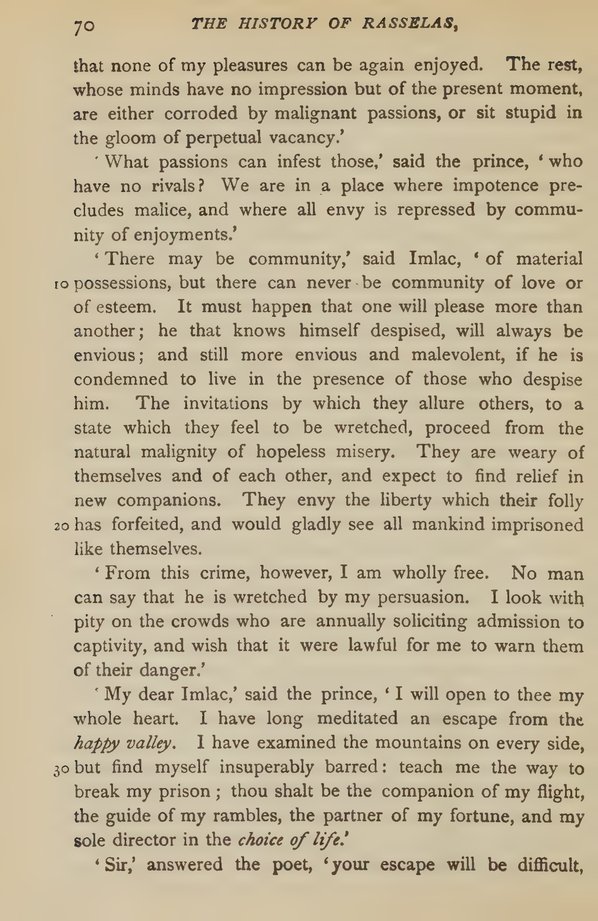 70 THE HISTORY OF RASSELAS,
that none of my pleasures can be again enjoyed. The rest,
whose minds have no impression but of the present moment,
are either corroded by malignant passions, or sit stupid in
the gloom of perpetual vacancy.’
‘ What passions can infest those,’ said the prince, ‘ who
have no rivals? We are in a place where impotence pre-
cludes malice, and where all envy is repressed by commu-
nity of enjoyments.’
‘ There may be community,’ said Imlac, ‘ of material
10 possessions, but there can never be community of love or
of esteem. It must happen that one will please more than
another; he that knows himself despised, will always be
envious; and still more envious and malevolent, if he is
condemned to live in the presence of those who despise
him. The invitations by which they allure others, to a
state which they feel to be wretched, proceed from the
natural malignity of hopeless misery. They are weary of
themselves and of each other, and expect to find relief in
new companions. They envy the liberty which their folly
20 has forfeited, and would gladly see all mankind imprisoned
like themselves.
‘ From this crime, however, I am wholly free. No man
can say that he is wretched by my persuasion. I look with
pity on the crowds who are annually soliciting admission to
captivity, and wish that it were lawful for me to warn them
of their danger.’
‘ My dear Imlac,’ said the prince, ‘ I will open to thee my
whole heart. I have long meditated an escape from the
happy valley. I have examined the mountains on every side,
30 but find myself insuperably barred: teach me the way to
break my prison ; thou shalt be the companion of my flight,
the guide of my rambles, the partner of my fortune, and my
sole director in the choice of life.’
‘ Sir,’ answered the poet, ‘your escape will be difficult,